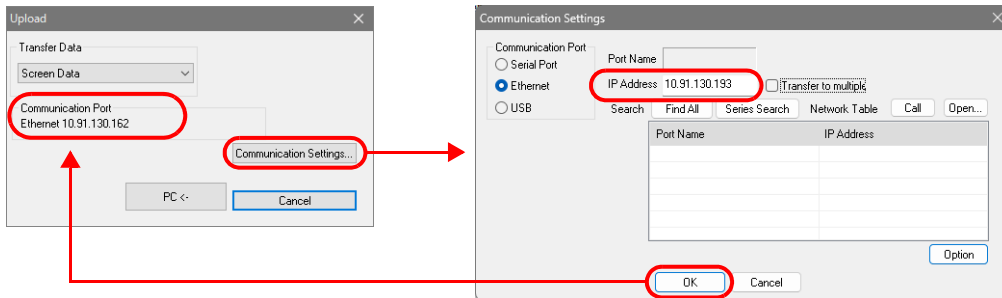 Upload
Transfer Data
Screen Data
Communication Port
Ethernet 10.91.130.162
Communication Settings...
PC <-
Cancel
Communication Settings
Communication Port
Serial Port
Ethernet
USB
Port Name
IP Address 10.91.130.193 Transfer to multiple
Search Find All Series Search Network Table Call Open...
Port Name IP Address
Option
OK Cancel